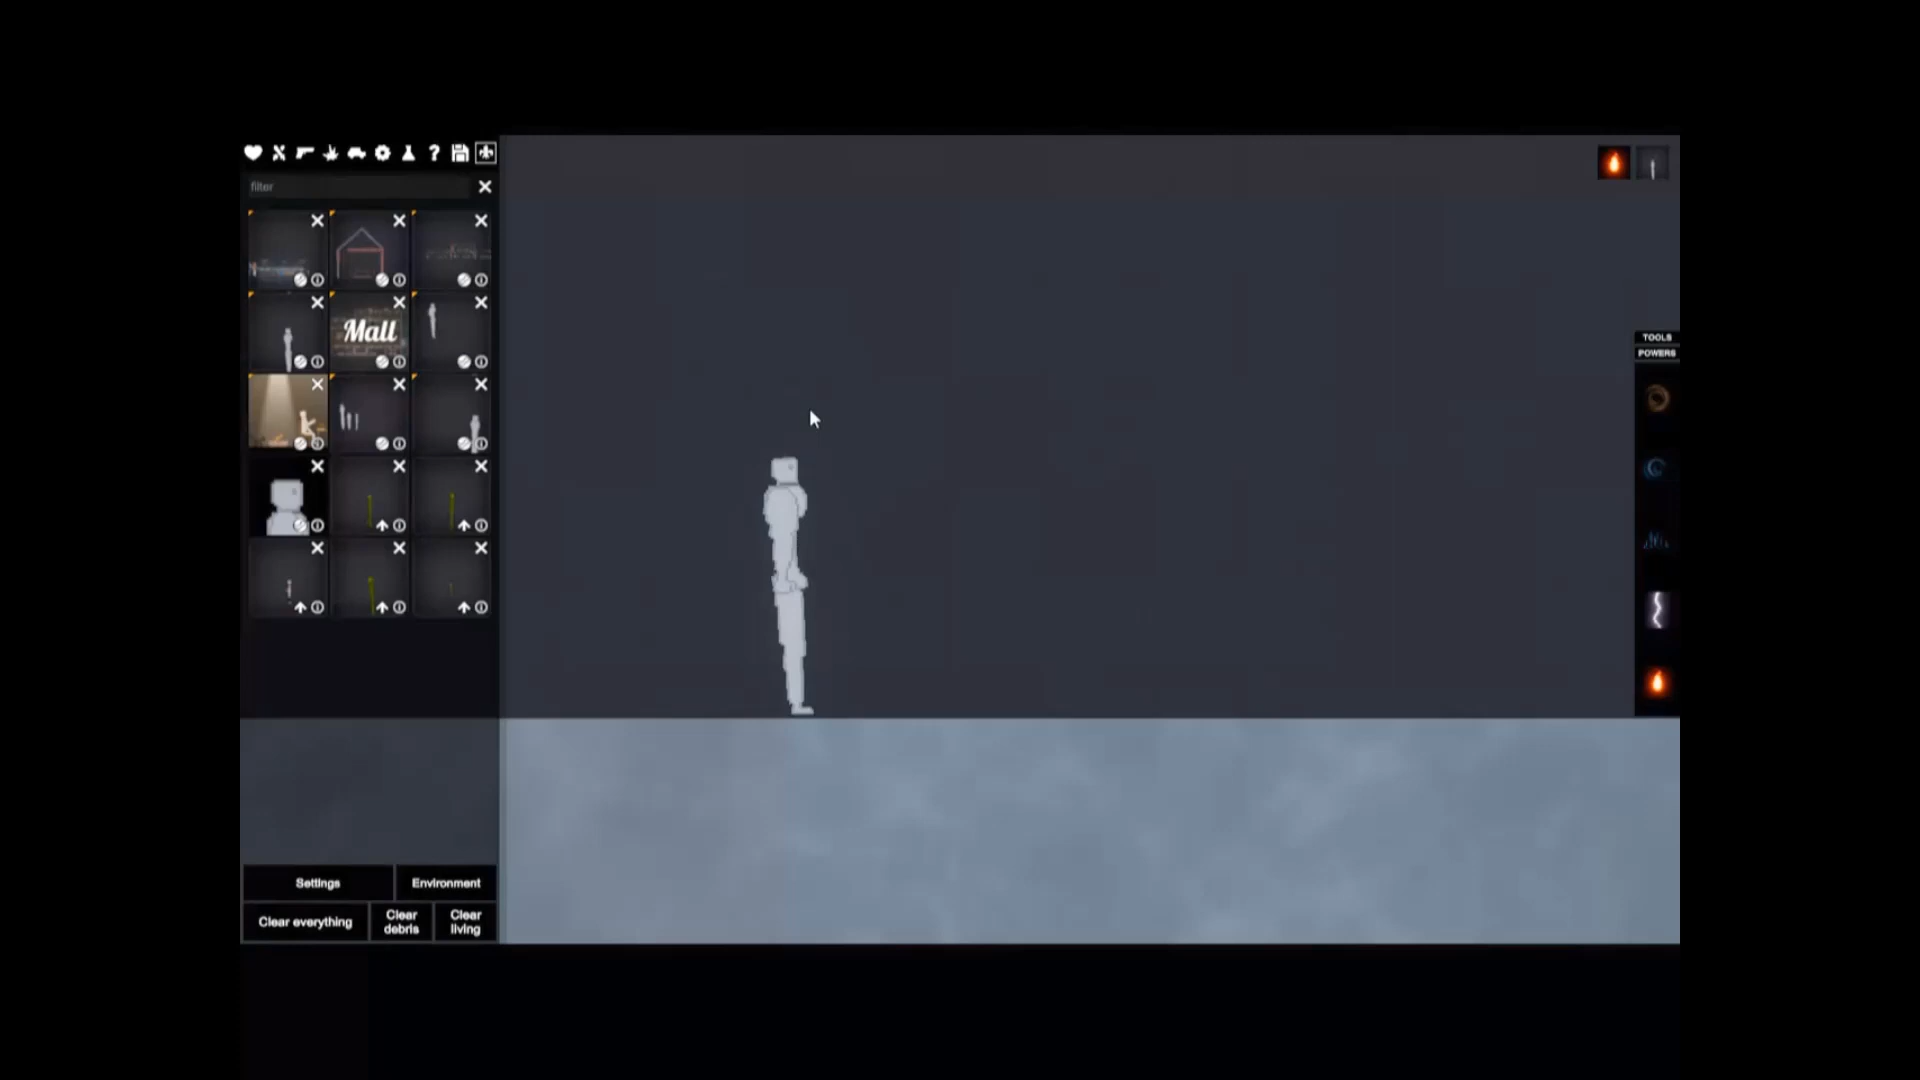 ?
filter
Mall
TOOLS
POWERS
Settings
Environment
Clear everything
Clear
debris
Clear
living